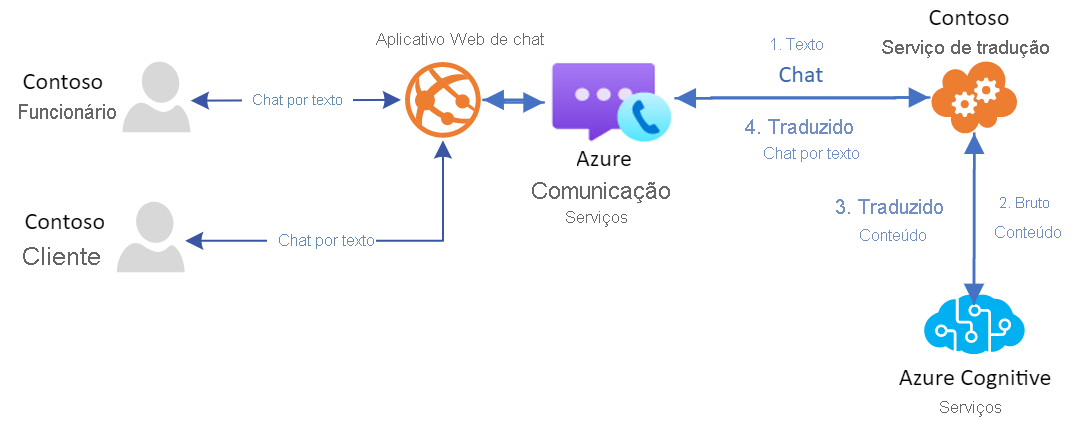 Contoso
Funcionário
Chat por texto
Aplicativo Web de chat
Contoso
Cliente
Chat por texto
Azure
Comunicação
Serviços
1. Texto
Chat
4. Traduzido
Chat por texto
Contoso
Serviço de tradução
3. Traduzido
Conteúdo
2. Bruto
Conteúdo
Azure Cognitive
Serviços